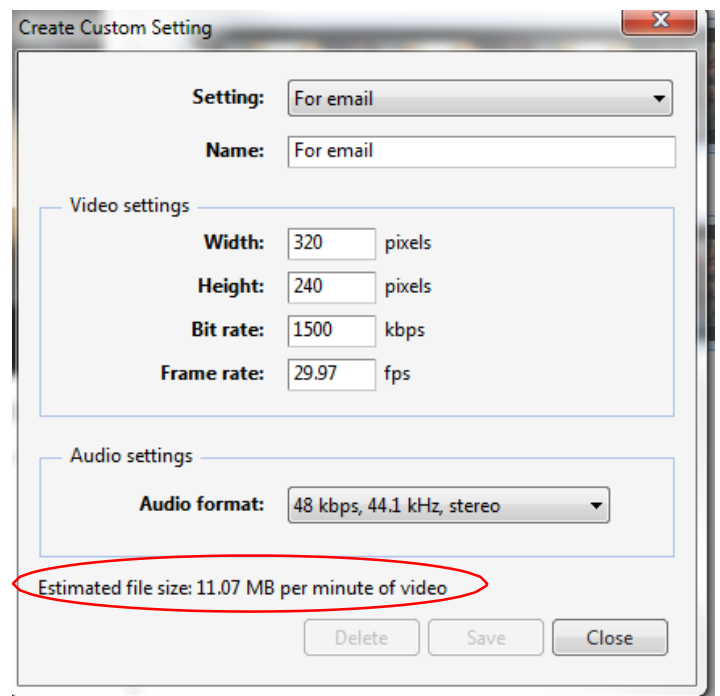 Create Custom Setting
Setting: For email
Name: For email
Video settings
Width: 320 pixels
Height: 240 pixels
Bit rate: 1500 kbps
Frame rate: 29.97 fps
Audio settings
Audio format: 48 kbps, 44.1 kHz, stereo
Estimated file size: 11.07 MB per minute of video
Delete Save Close